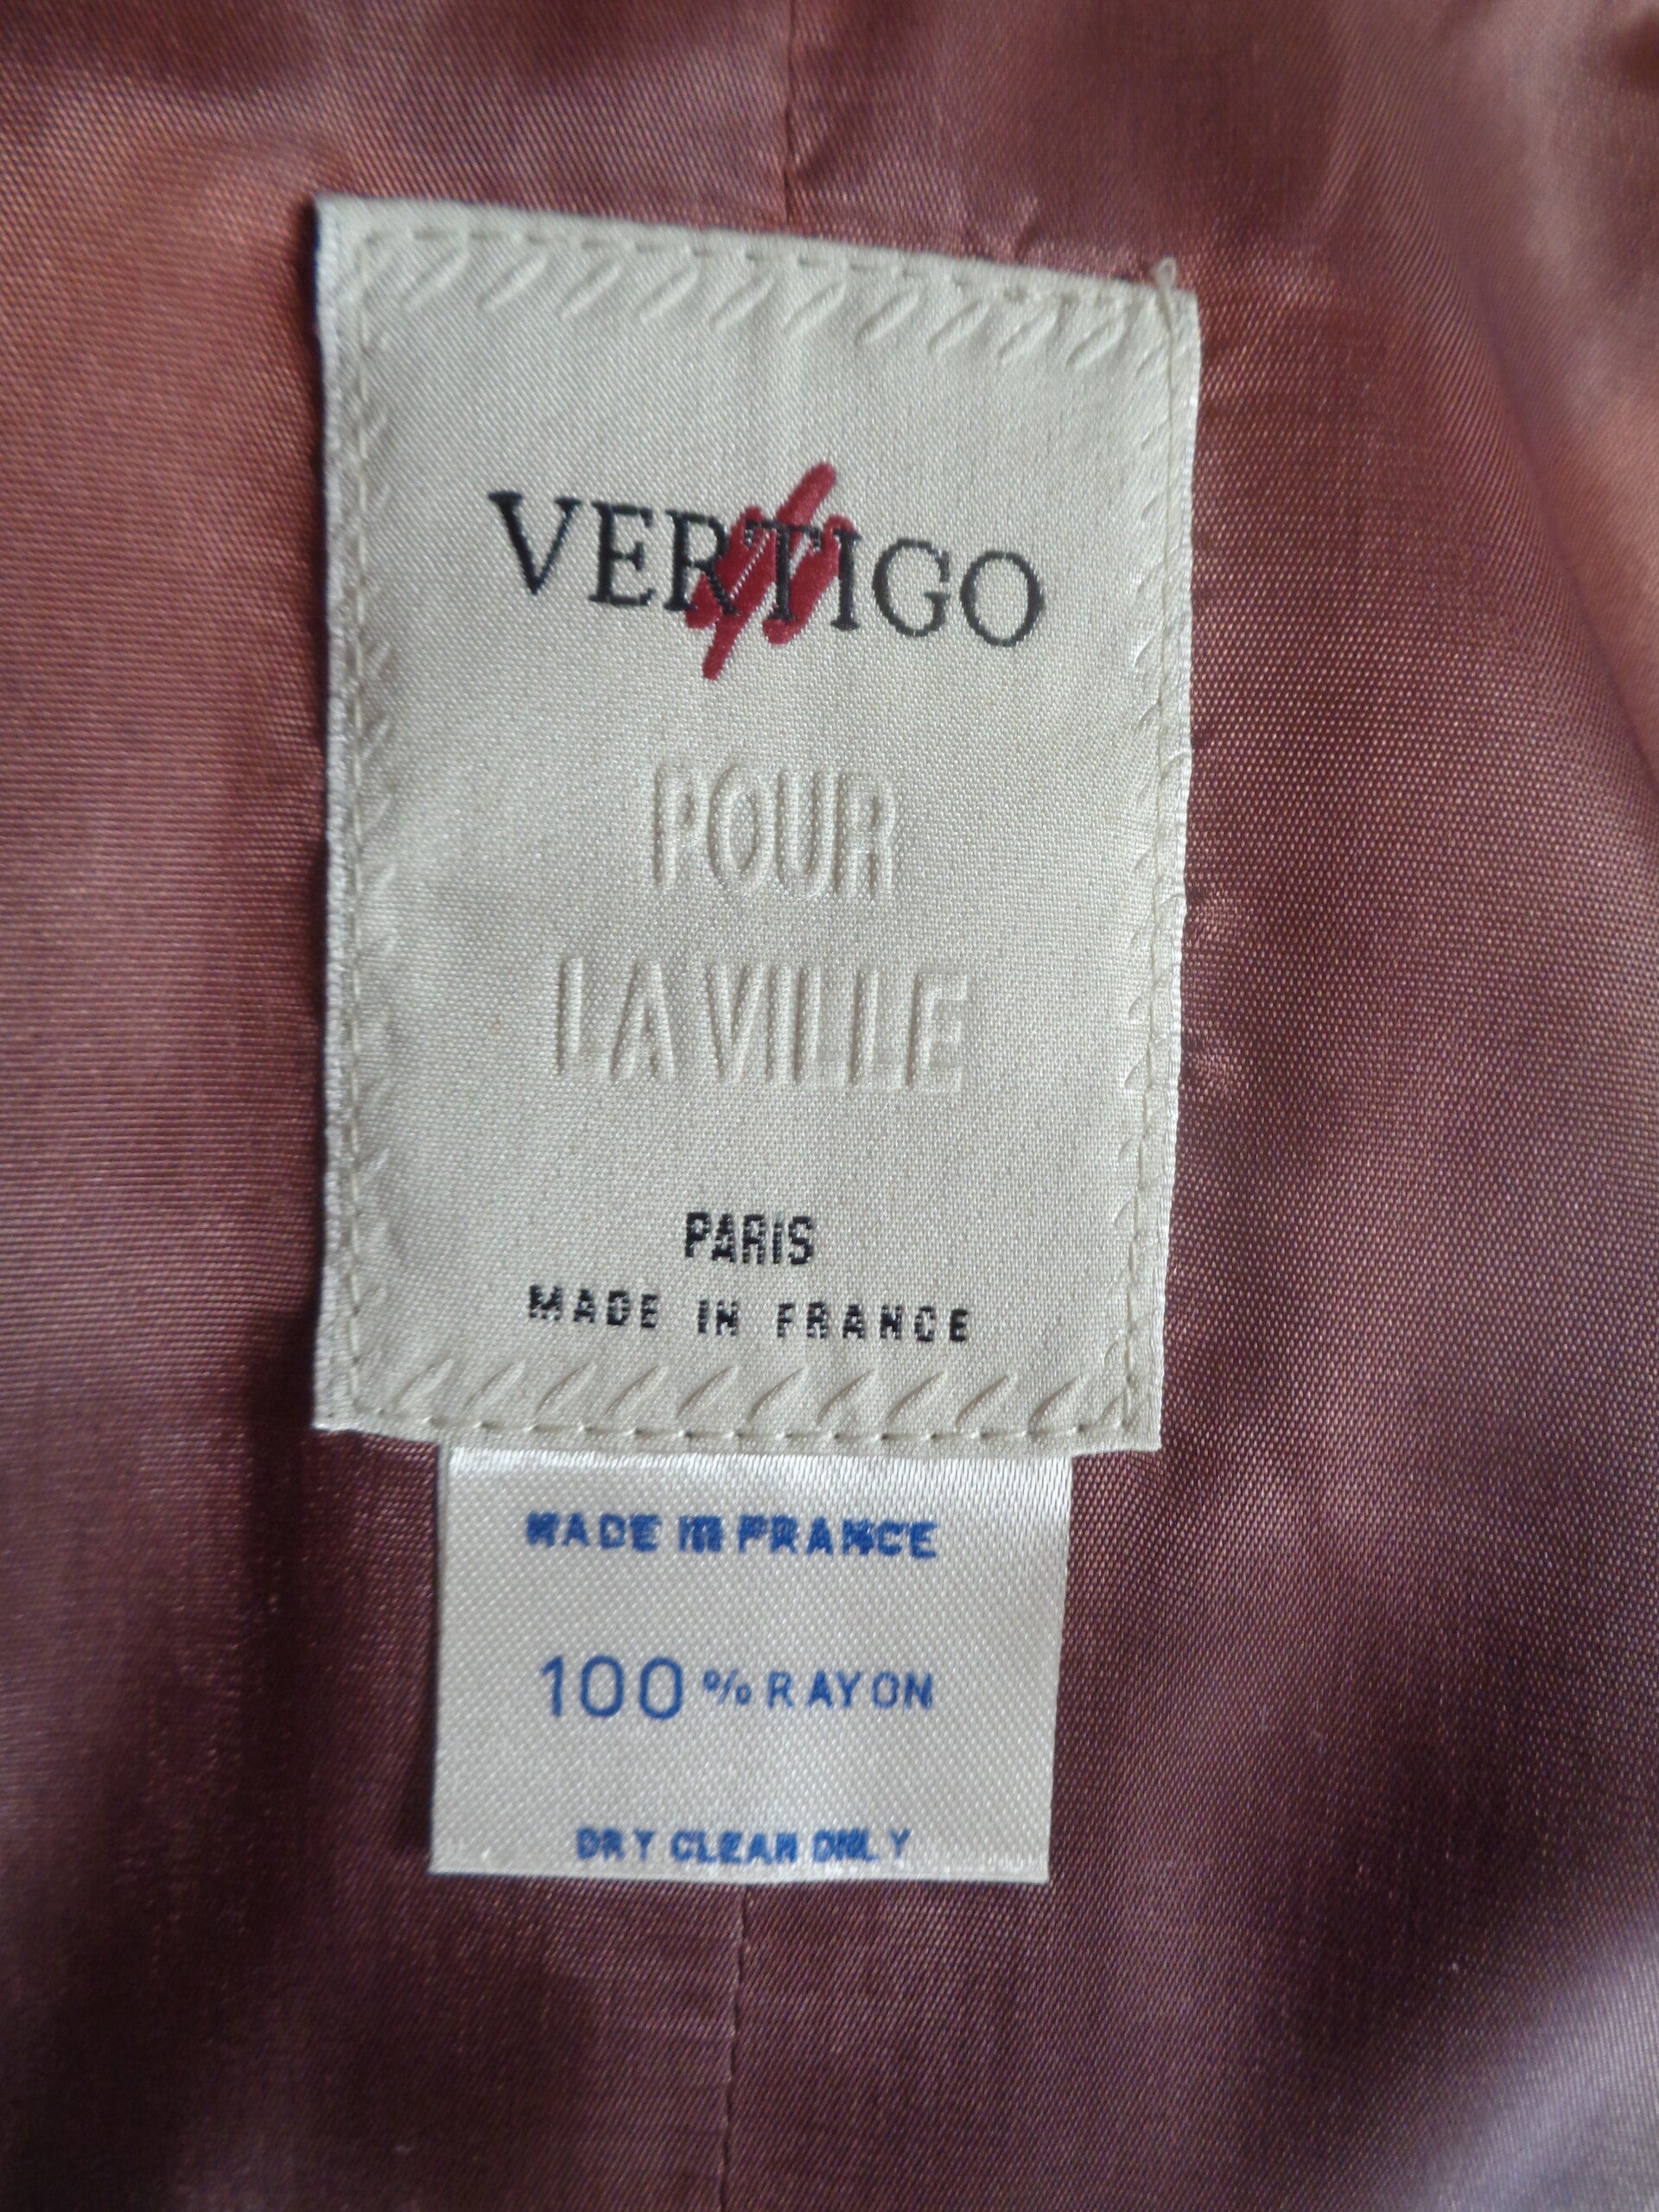 VERTIGO
POUR
LA VILLE
PARIS
MADE IN FRANCE
MADE IN FRANCE
100% RAYON
DRY CLEAN ONLY